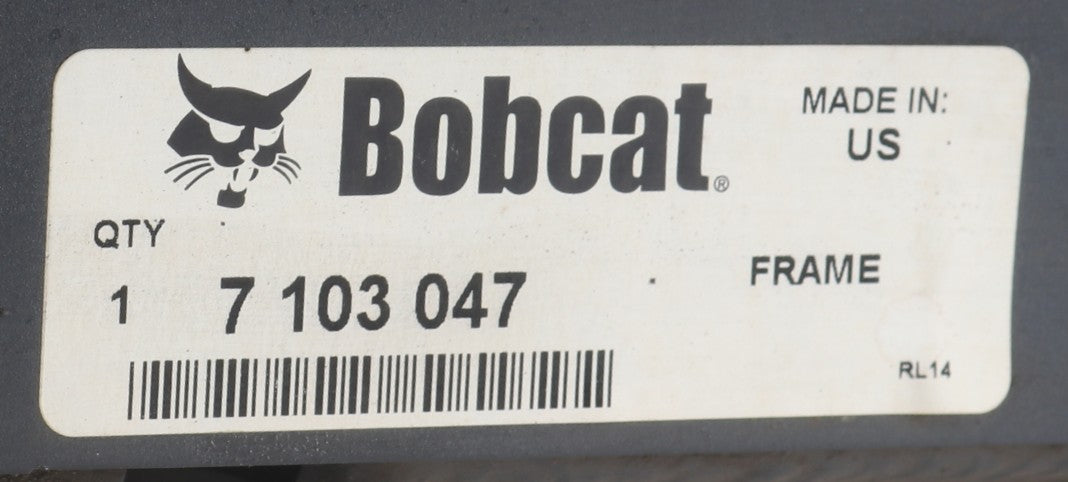 Bobcat®
MADE IN:
US
QTY
1 7 103 047
FRAME
RL14